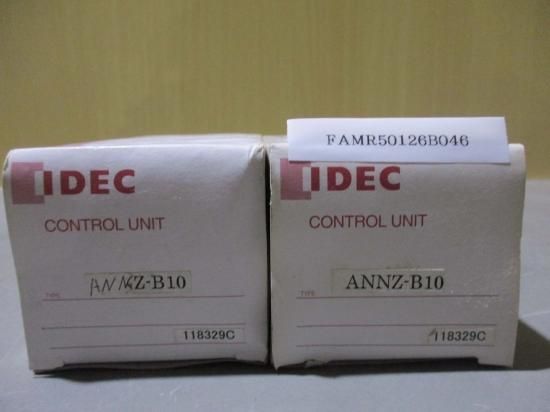 FAMR50126B046
IDEC
CONTROL UNIT
TYPE
ANNZ-B10
118329C
IDEC
CONTROL UNIT
TYPE
ANNZ-B10
118329C